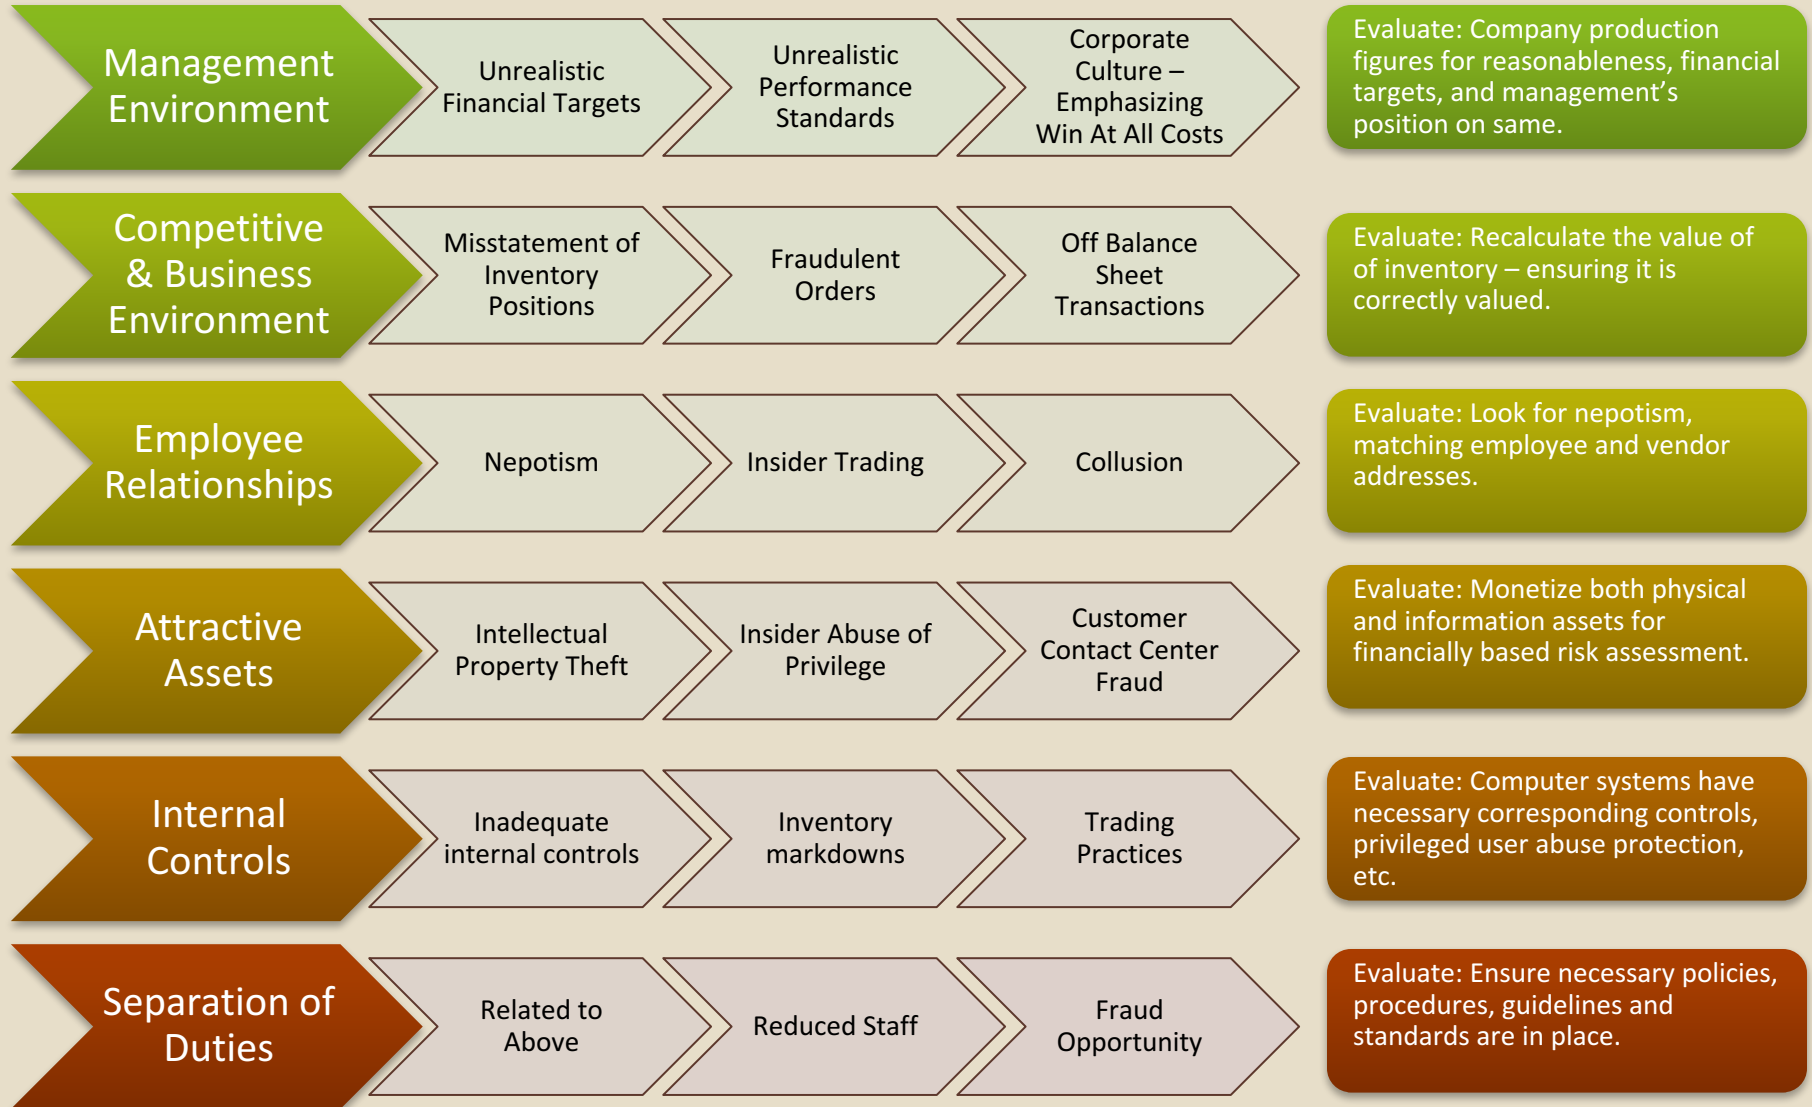 Management
Environment
Unrealistic
Financial Targets
Unrealistic
Performance
Standards
Corporate
Culture –
Emphasizing
Win At All Costs
Evaluate: Company production
figures for reasonableness, financial
targets, and management’s
position on same.
Competitive
& Business
Environment
Misstatement of
Inventory
Positions
Fraudulent
Orders
Off Balance
Sheet
Transactions
Evaluate: Recalculate the value of
of inventory – ensuring it is
correctly valued.
Employee
Relationships
Nepotism
Insider Trading
Collusion
Evaluate: Look for nepotism,
matching employee and vendor
addresses.
Attractive
Assets
Intellectual
Property Theft
Insider Abuse of
Privilege
Customer
Contact Center
Fraud
Evaluate: Monetize both physical
and information assets for
financially based risk assessment.
Internal
Controls
Inadequate
internal controls
Inventory
markdowns
Trading
Practices
Evaluate: Computer systems have
necessary corresponding controls,
privileged user abuse protection,
etc.
Separation of
Duties
Related to
Above
Reduced Staff
Fraud
Opportunity
Evaluate: Ensure necessary policies,
procedures, guidelines and
standards are in place.